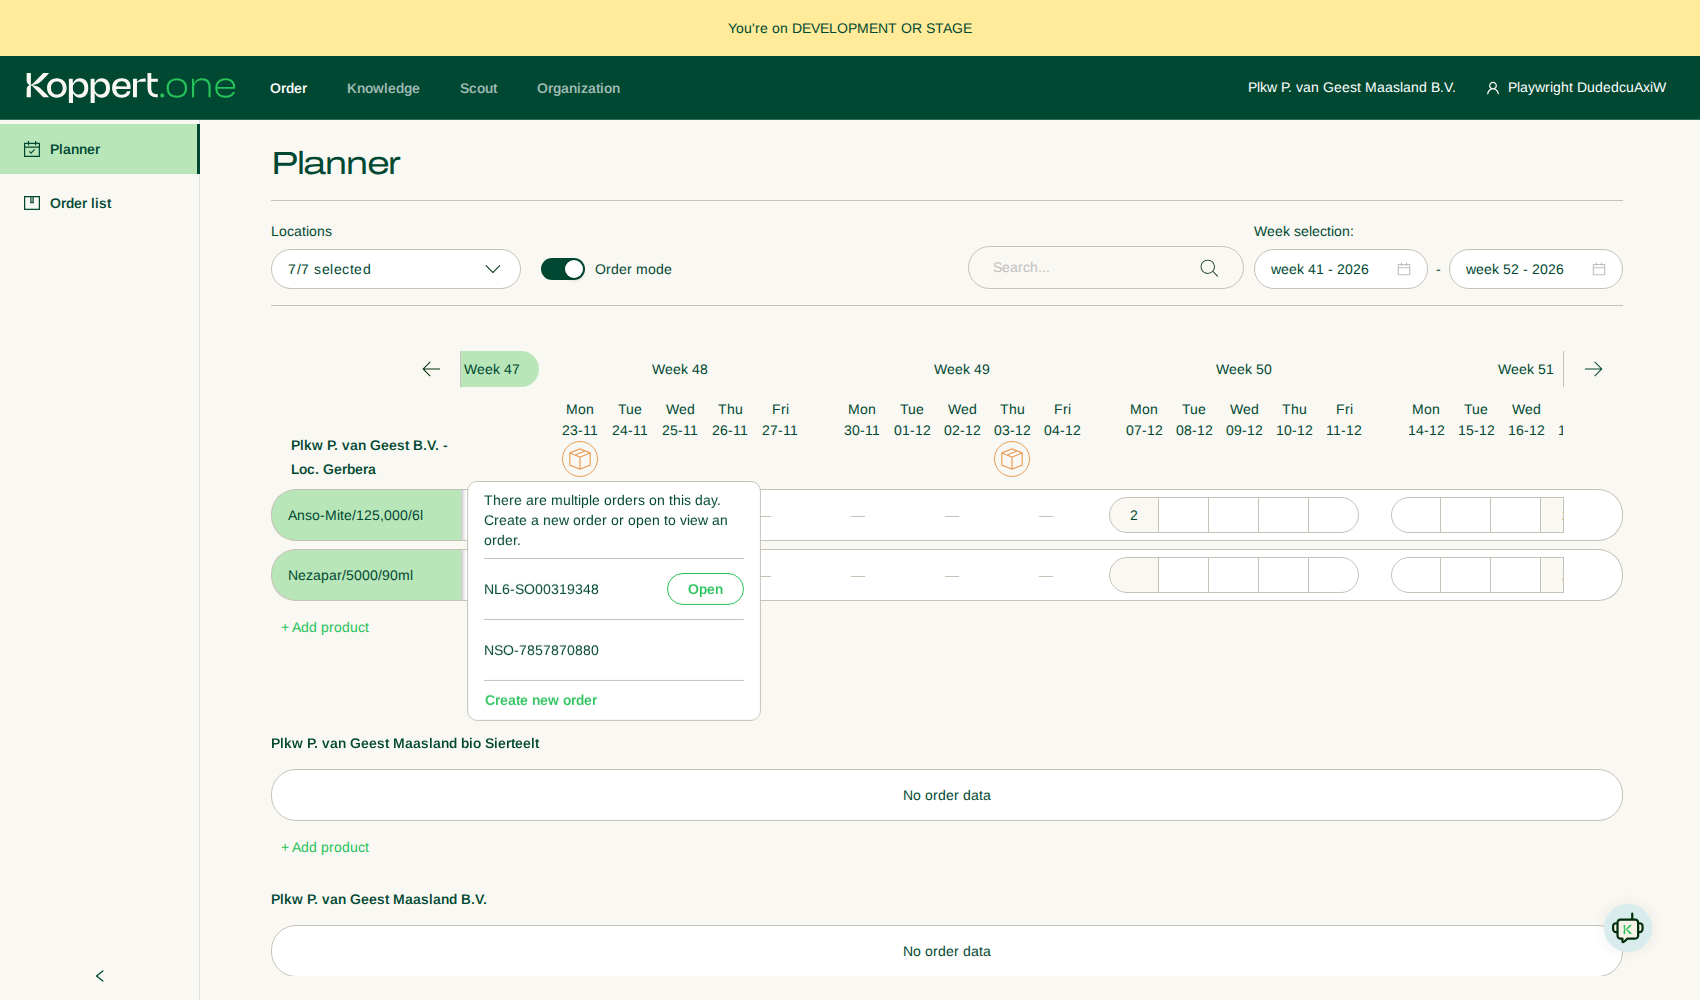 You're on DEVELOPMENT OR STAGE
Koppert.one
Order
Knowledge
Scout
Organization
Plkw P. van Geest Maasland B.V.
Playwright DudedcuAxiW
Planner
Order list
Planner
Locations
7/7 selected
Order mode
Search...
Week selection:
week 41 - 2026
-
week 52 - 2026
Week 47
Week 48
Week 49
Week 50
Week 51
Mon Tue Wed Thu Fri Mon Tue Wed Thu Fri Mon Tue Wed Thu Fri Mon Tue Wed
23-11 24-11 25-11 26-11 27-11 30-11 01-12 02-12 03-12 04-12 07-12 08-12 09-12 10-12 11-12 14-12 15-12 16-12 1
Plkw P. van Geest B.V. -
Loc. Gerbera
Anso-Mite/125,000/6l
— — — —
2
Nezapar/5000/90ml
— — — —
+ Add product
There are multiple orders on this day.
Create a new order or open to view an
order.
NL6-SO00319348
Open
NSO-7857870880
Create new order
Plkw P. van Geest Maasland bio Sierteelt
No order data
+ Add product
Plkw P. van Geest Maasland B.V.
No order data